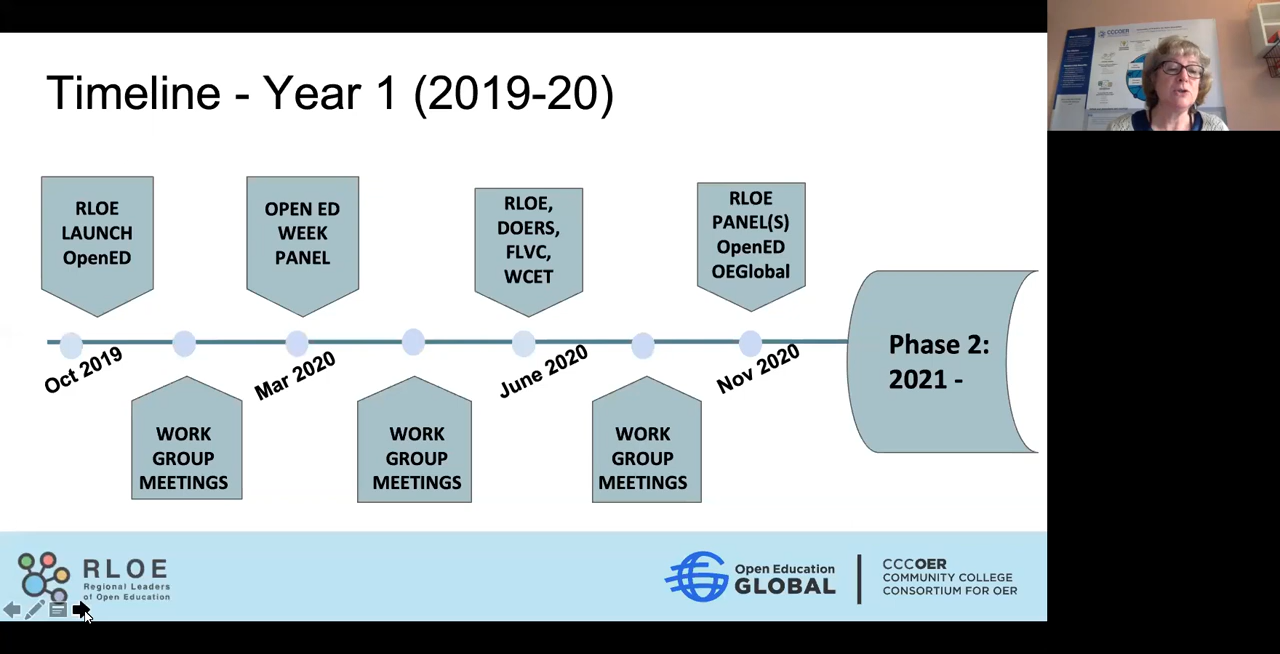 Timeline - Year 1 (2019-20)
RLOE
LAUNCH
OpenED
OPEN ED
WEEK
PANEL
RLOE,
DOERS,
FLVC,
WCET
RLOE
PANEL(S)
OpenED
OEGlobal
Oct 2019
Mar 2020
June 2020
Nov 2020
Phase 2:
2021 -
WORK
GROUP
MEETINGS
WORK
GROUP
MEETINGS
WORK
GROUP
MEETINGS
RLOE
Regional Leaders
of Open Education
Open Education
GLOBAL
CCCOER
COMMUNITY COLLEGE
CONSORTIUM FOR OER
CCCOER